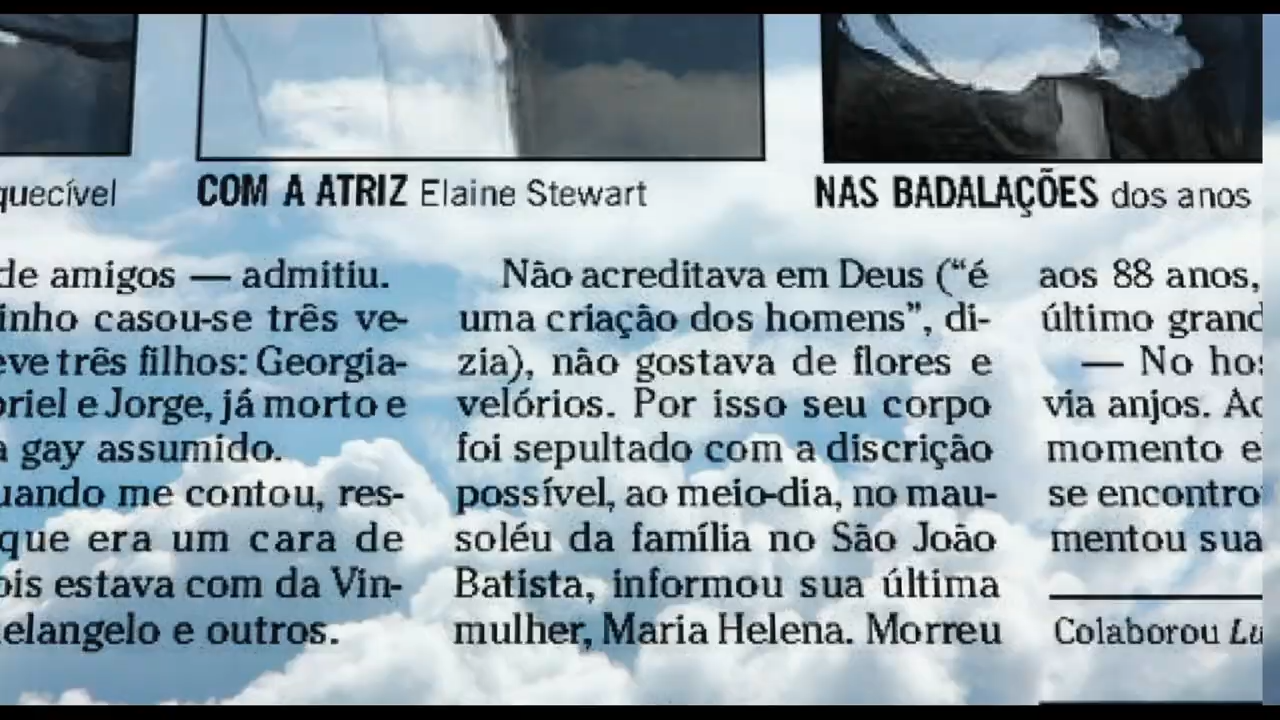 quecível
COM A ATRIZ Elaine Stewart
NAS BADALAÇÕES dos anos
de amigos — admitiu.
inho casou-se três ve-
eve três filhos: Georgia-
riel e Jorge, já morto e
a gay assumido.
uando me contou, res-
que era um cara de
ois estava com da Vin-
elangelo e outros.
Não acreditava em Deus (“é
uma criação dos homens”, di-
zia), não gostava de flores e
velórios. Por isso seu corpo
foi sepultado com a discrição
possível, ao meio-dia, no mau-
soléu da família no São João
Batista, informou sua última
mulher, Maria Helena. Morreu
aos 88 anos,
último grand
— No hos
via anjos. Ac
momento e
se encontro
mentou sua
Colaborou Lu